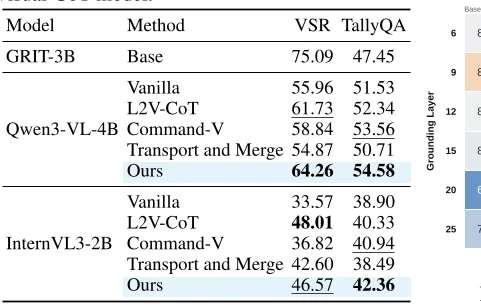 Model Method VSR TallyQA
GRIT-3B Base 75.09 47.45
Vanilla 55.96 51.53
L2V-CoT 61.73 52.34
Qwen3-VL-4B Command-V 58.84 53.56
Transport and Merge 54.87 50.71
Ours 64.26 54.58
Vanilla 33.57 38.90
L2V-CoT 48.01 40.33
InternVL3-2B Command-V 36.82 40.94
Transport and Merge 42.60 38.49
Ours 46.57 42.36
Base
Grounding Layer
6
9
12
15
20
25